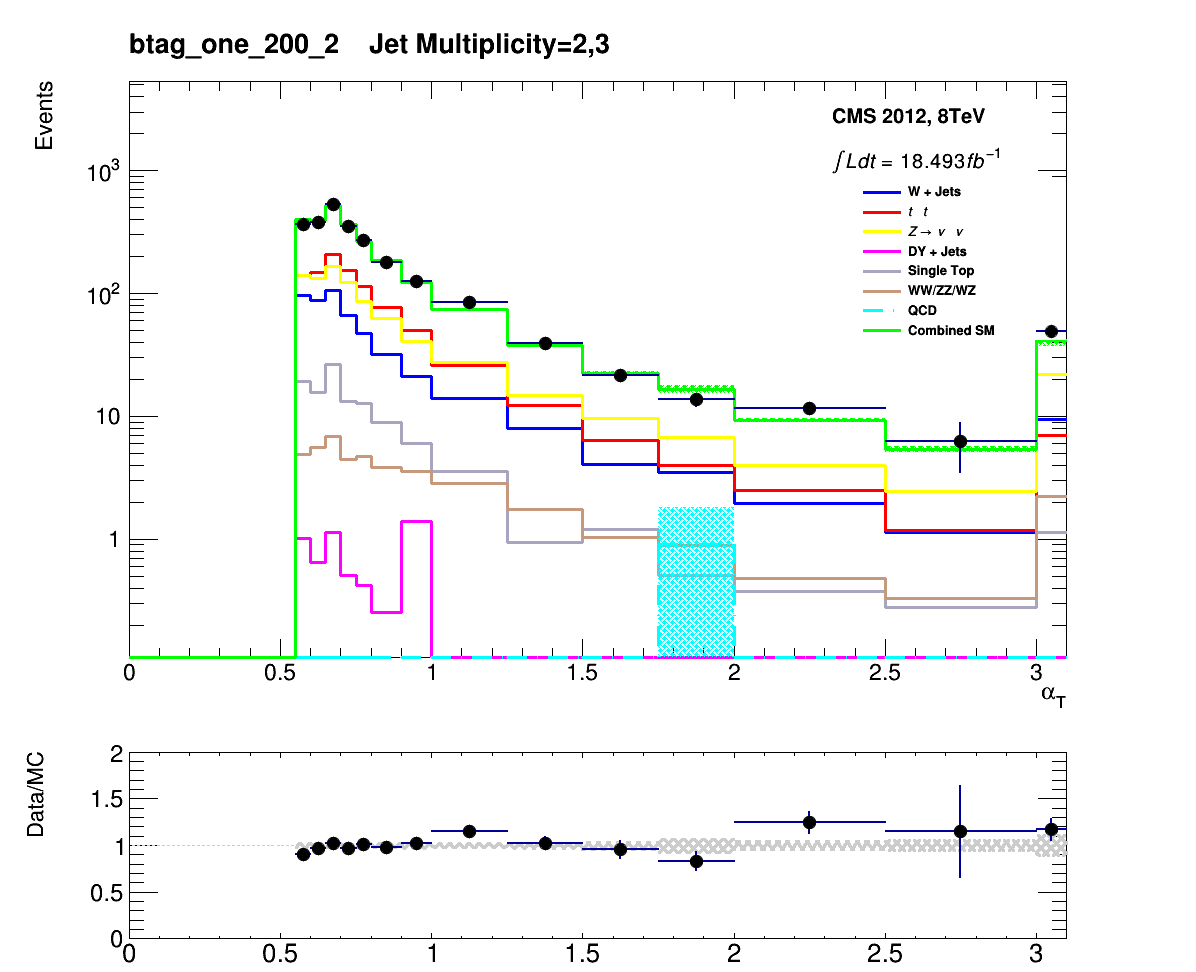 btag_one_200_2 Jet Multiplicity=2,3
Events
CMS 2012, 8TeV
∫Ldt = 18.493fb⁻¹
W + Jets
t t
Z → ν ν
DY + Jets
Single Top
WW/ZZ/WZ
QCD
Combined SM
10³
10²
10
1
0 0.5 1 1.5 2 2.5 3
α_T
Data/MC
2
1.5
1
0.5
0
0 0.5 1 1.5 2 2.5 3